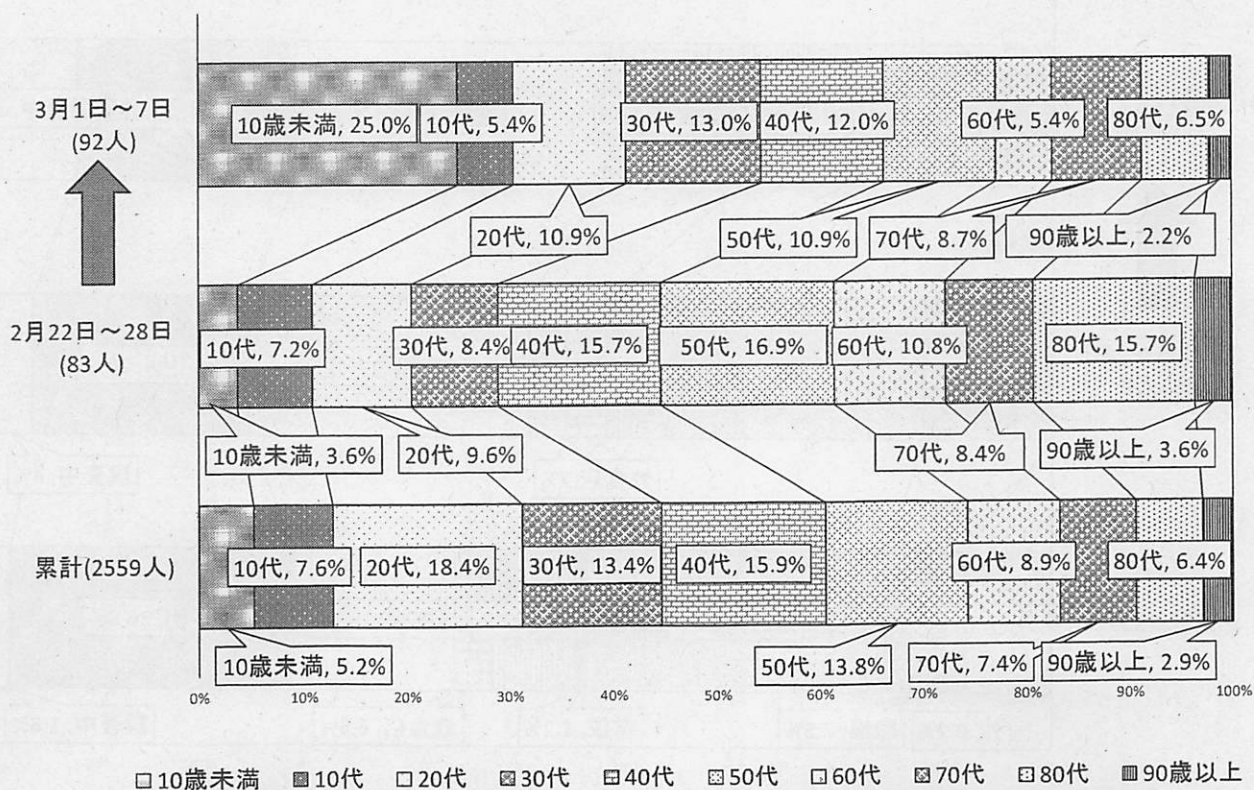 3月1日～7日
(92人)
10歳未満, 25.0%
10代, 5.4%
30代, 13.0%
40代, 12.0%
60代, 5.4%
80代, 6.5%
20代, 10.9%
50代, 10.9%
70代, 8.7%
90歳以上, 2.2%
2月22日～28日
(83人)
10代, 7.2%
30代, 8.4%
40代, 15.7%
50代, 16.9%
60代, 10.8%
80代, 15.7%
10歳未満, 3.6%
20代, 9.6%
70代, 8.4%
90歳以上, 3.6%
累計(2559人)
10代, 7.6%
20代, 18.4%
30代, 13.4%
40代, 15.9%
60代, 8.9%
80代, 6.4%
10歳未満, 5.2%
50代, 13.8%
70代, 7.4%
90歳以上, 2.9%
0% 10% 20% 30% 40% 50% 60% 70% 80% 90% 100%
10歳未満 10代 20代 30代 40代 50代 60代 70代 80代 90歳以上